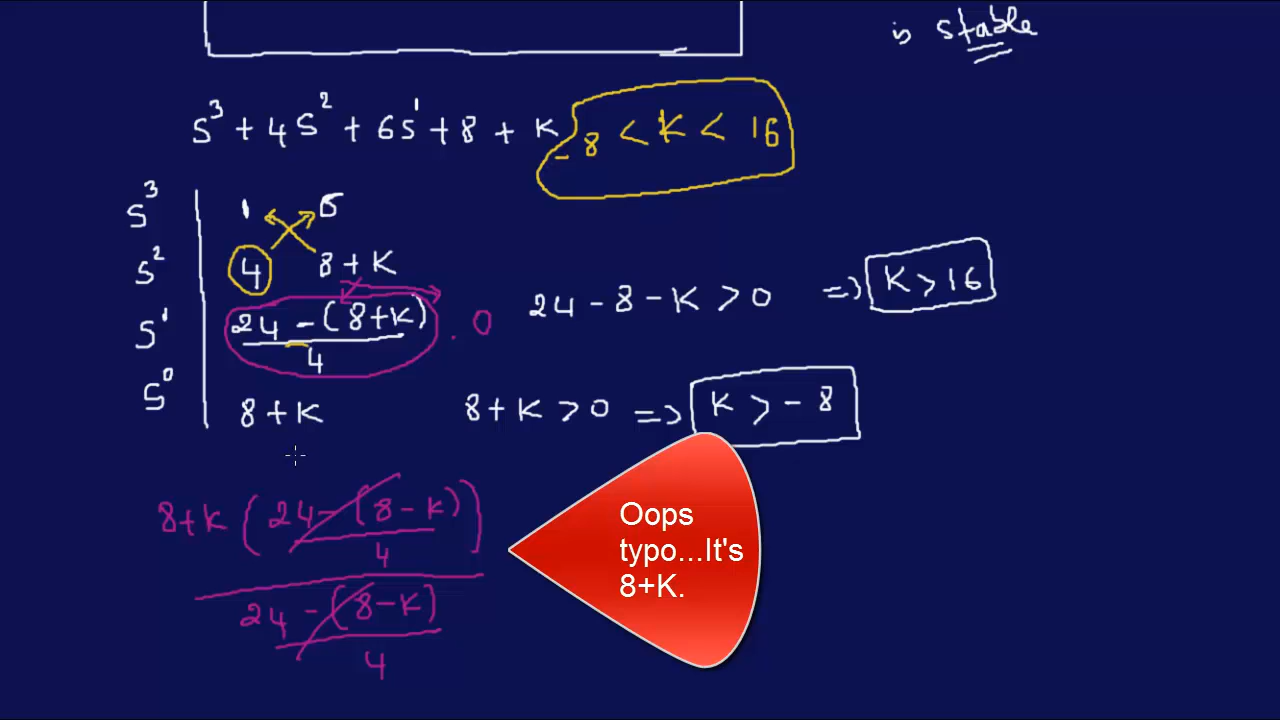 is stable
S³ + 4S² + 6S¹ + 8 + K
-8 < K < 16
S³ | 1 6
S² | 4 8 + K
S¹ | 24 - (8+K) / 4 . 0
24 - 8 - K > 0 => K > 16
S⁰ | 8 + K
8 + K > 0 => K > - 8
8+K ( 24 - (8 - K) / 4 )
24 - (8 - K) / 4
Oops
typo...It's
8+K.